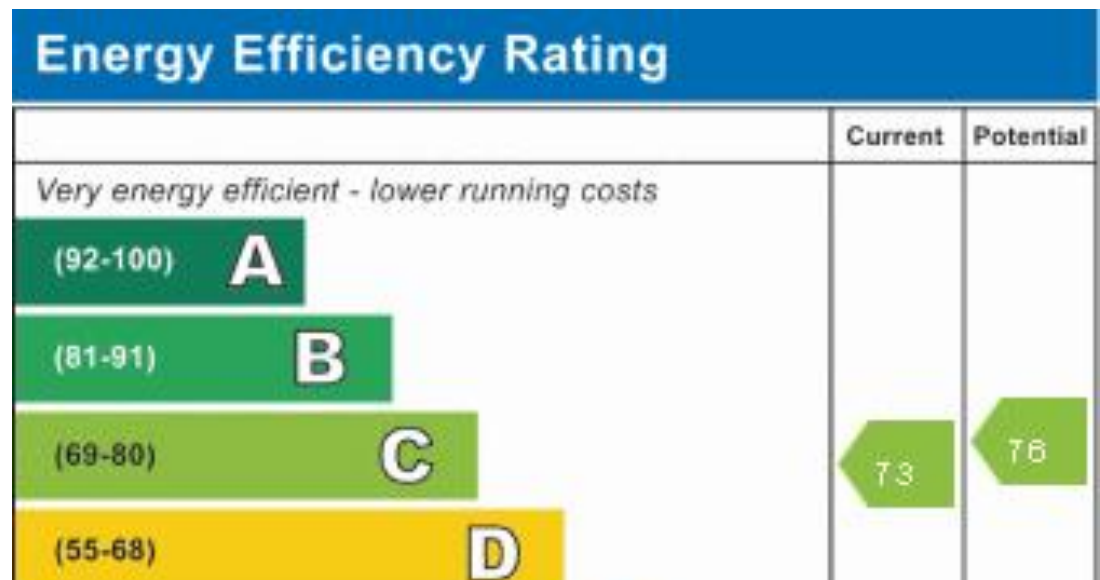 Energy Efficiency Rating
Current Potential
Very energy efficient - lower running costs
(92-100) A
(81-91) B
(69-80) C
73 76
(55-68) D